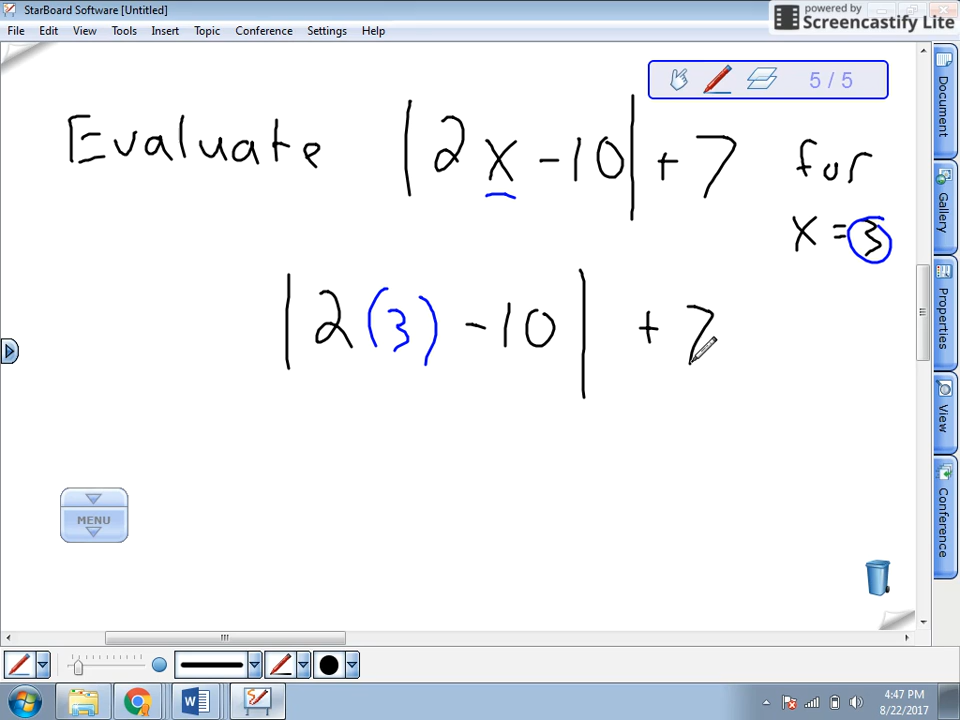 StarBoard Software [Untitled]
powered by
Screencastify Lite
File Edit View Tools Insert Topic Conference Settings Help
5 / 5
Evaluate |2x - 10| + 7 for
x = 3
|2(3) - 10| + 7
MENU
Document
Gallery
Properties
View
Conference
4:47 PM
8/22/2017